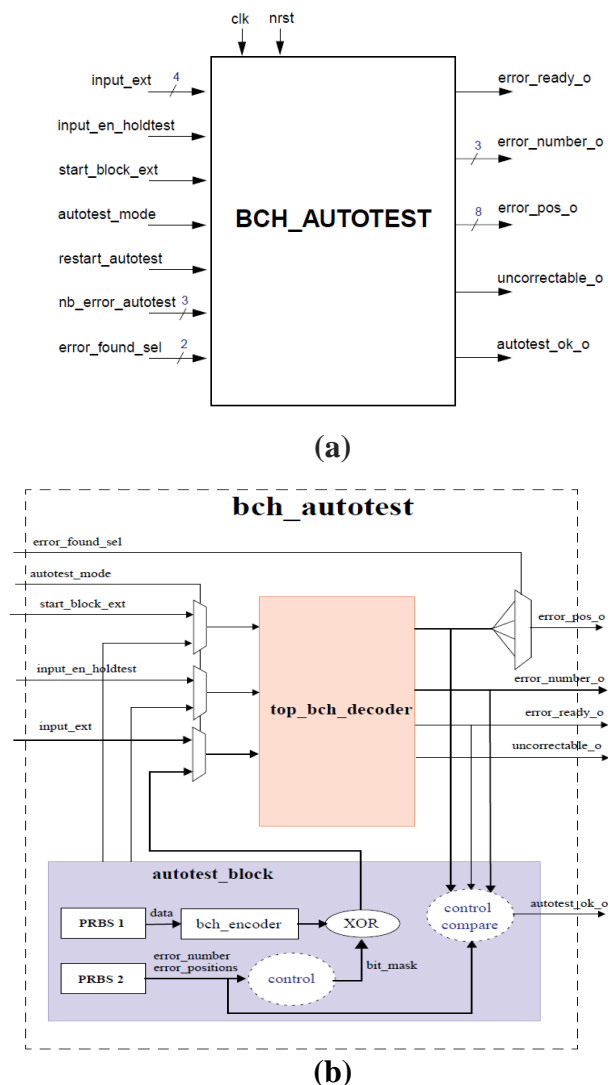 clk nrst
input_ext 4
input_en_holdtest
start_block_ext
autotest_mode
restart_autotest
nb_error_autotest 3
error_found_sel 2
BCH_AUTOTEST
error_ready_o
3 error_number_o
8 error_pos_o
uncorrectable_o
autotest_ok_o
(a)
bch_autotest
error_found_sel
autotest_mode
start_block_ext
input_en_holdtest
input_ext
top_bch_decoder
error_pos_o
error_number_o
error_ready_o
uncorrectable_o
autotest_block
PRBS 1
data
bch_encoder
XOR
control
compare
autotest_ok_o
PRBS 2
error_number
error_positions
control
bit_mask
(b)